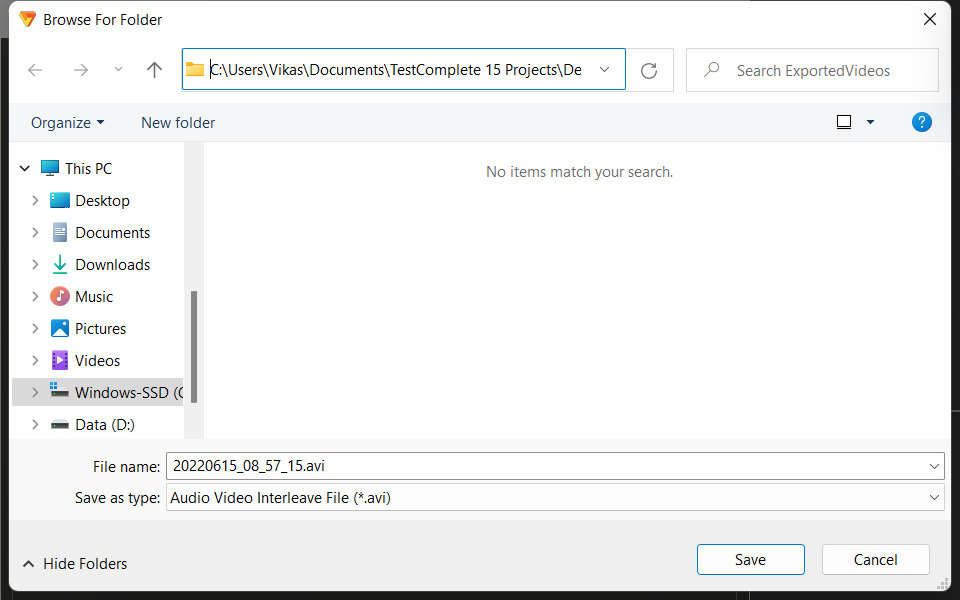 Browse For Folder
C:\Users\Vikas\Documents\TestComplete 15 Projects\De
Search ExportedVideos
Organize
New folder
?
No items match your search.
This PC
Desktop
Documents
Downloads
Music
Pictures
Videos
Windows-SSD (C
Data (D:)
File name: 20220615_08_57_15.avi
Save as type: Audio Video Interleave File (*.avi)
Hide Folders
Save
Cancel